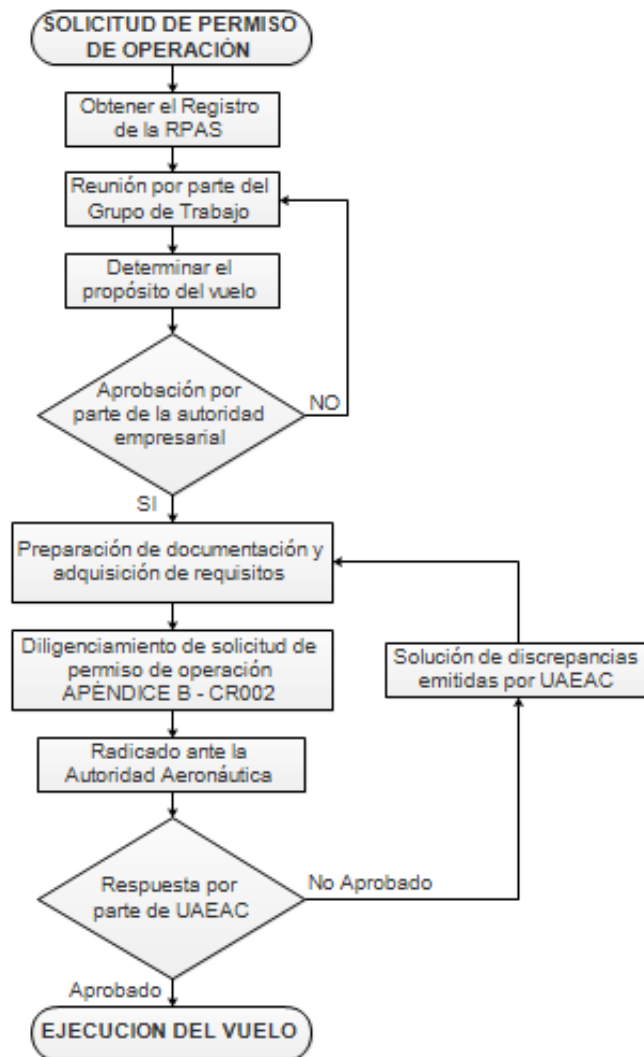 SOLICITUD DE PERMISO
DE OPERACIÓN
Obtener el Registro
de la RPAS
Reunión por parte del
Grupo de Trabajo
Determinar el
propósito del vuelo
Aprobación por
parte de la autoridad
empresarial
NO
SI
Preparación de documentación y
adquisición de requisitos
Diligenciamiento de solicitud de
permiso de operación
APÉNDICE B - CR002
Solución de discrepancias
emitidas por UAEAC
Radicado ante la
Autoridad Aeronáutica
Respuesta por
parte de UAEAC
No Aprobado
Aprobado
EJECUCION DEL VUELO